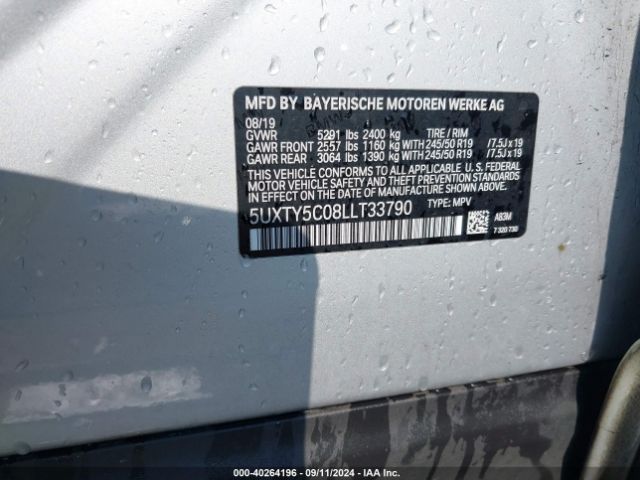 MFD BY BAYERISCHE MOTOREN WERKE AG
08/19
GVWR 5291 lbs 2400 kg TIRE / RIM
GAWR FRONT 2557 lbs 1160 kg WITH 245/50 R19 /7.5J x 19
GAWR REAR 3064 lbs 1390 kg WITH 245/50 R19 /7.5J x 19
THIS VEHICLE CONFORMS TO ALL APPLICABLE FEDERAL
MOTOR VEHICLE SAFETY, BUMPER, AND THEFT PREVENTION STANDARDS
IN EFFECT ON THE DATE OF MANUFACTURE SHOWN ABOVE.
5UXTY5C08LLT33790 TYPE: MPV
A83M
7 320 730
000-40264196 - 09/11/2024 - IAA Inc.